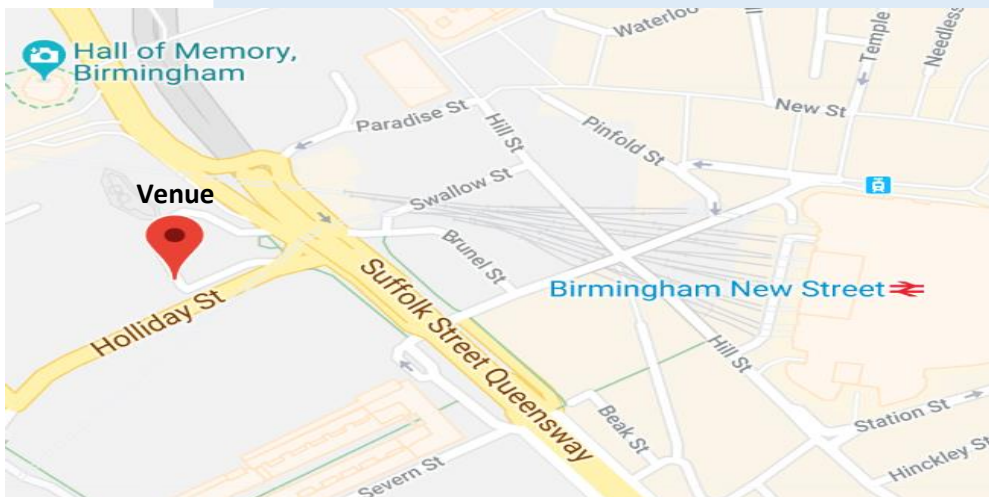 Hall of Memory,
Birmingham
Waterloo
Temple
Needless
Paradise St
Hill St
New St
Pinfold St
Venue
Swallow St
Brunel St
Suffolk Street Queensway
Birmingham New Street
Holliday St
Hill St
Beak St
Station St
Severn St
Hinckley St